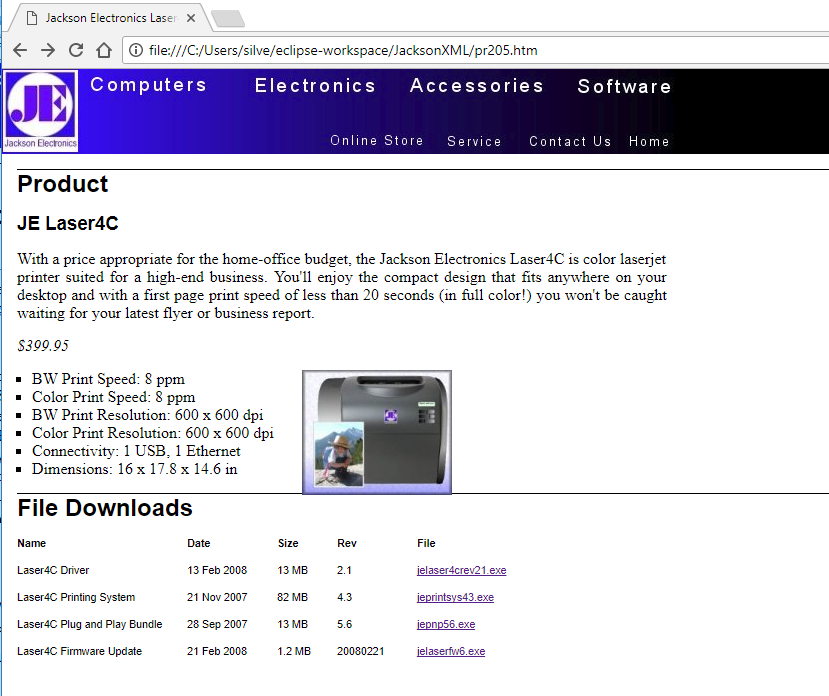 Jackson Electronics Laser
file:///C:/Users/silve/eclipse-workspace/JacksonXML/pr205.htm
JE
Jackson Electronics
Computers Electronics Accessories Software
Online Store Service Contact Us Home
Product
JE Laser4C
With a price appropriate for the home-office budget, the Jackson Electronics Laser4C is color laserjet
printer suited for a high-end business. You'll enjoy the compact design that fits anywhere on your
desktop and with a first page print speed of less than 20 seconds (in full color!) you won't be caught
waiting for your latest flyer or business report.
$399.95
BW Print Speed: 8 ppm
Color Print Speed: 8 ppm
BW Print Resolution: 600 x 600 dpi
Color Print Resolution: 600 x 600 dpi
Connectivity: 1 USB, 1 Ethernet
Dimensions: 16 x 17.8 x 14.6 in
JE
File Downloads
Name Date Size Rev File
Laser4C Driver 13 Feb 2008 13 MB 2.1 jelaser4crev21.exe
Laser4C Printing System 21 Nov 2007 82 MB 4.3 jeprintsys43.exe
Laser4C Plug and Play Bundle 28 Sep 2007 13 MB 5.6 jepnp56.exe
Laser4C Firmware Update 21 Feb 2008 1.2 MB 20080221 jelaserfw6.exe